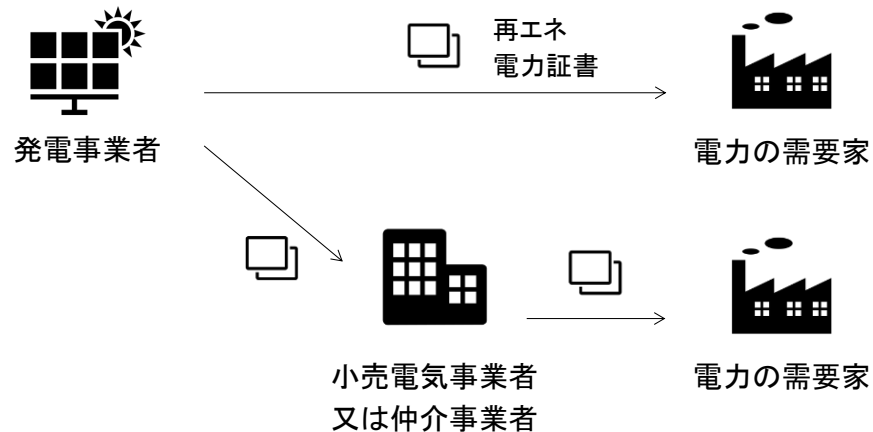 再エネ
電力証書
発電事業者
電力の需要家
小売電気事業者
又は仲介事業者
電力の需要家